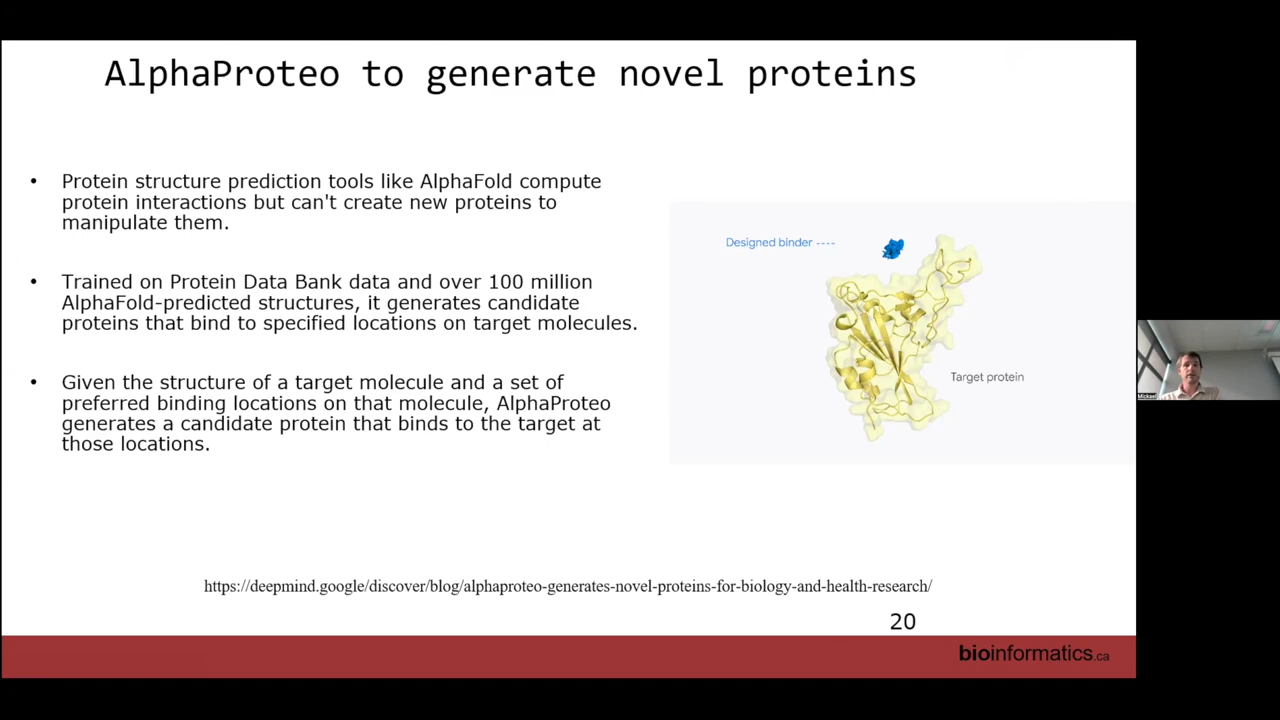 AlphaProteo to generate novel proteins
• Protein structure prediction tools like AlphaFold compute
protein interactions but can't create new proteins to
manipulate them.
• Trained on Protein Data Bank data and over 100 million
AlphaFold-predicted structures, it generates candidate
proteins that bind to specified locations on target molecules.
• Given the structure of a target molecule and a set of
preferred binding locations on that molecule, AlphaProteo
generates a candidate protein that binds to the target at
those locations.
Designed binder ----
Target protein
Mickael
https://deepmind.google/discover/blog/alphaproteo-generates-novel-proteins-for-biology-and-health-research/
20
bioinformatics.ca